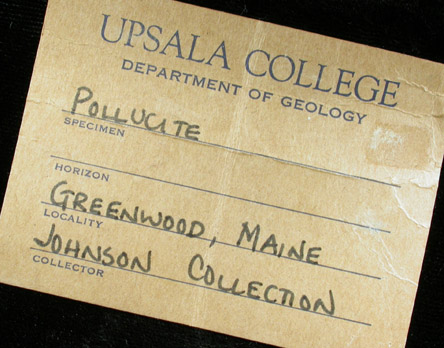 UPSALA COLLEGE
DEPARTMENT OF GEOLOGY
POLLUCITE
SPECIMEN
HORIZON
GREENWOOD, MAINE
LOCALITY
JOHNSON COLLECTION
COLLECTOR